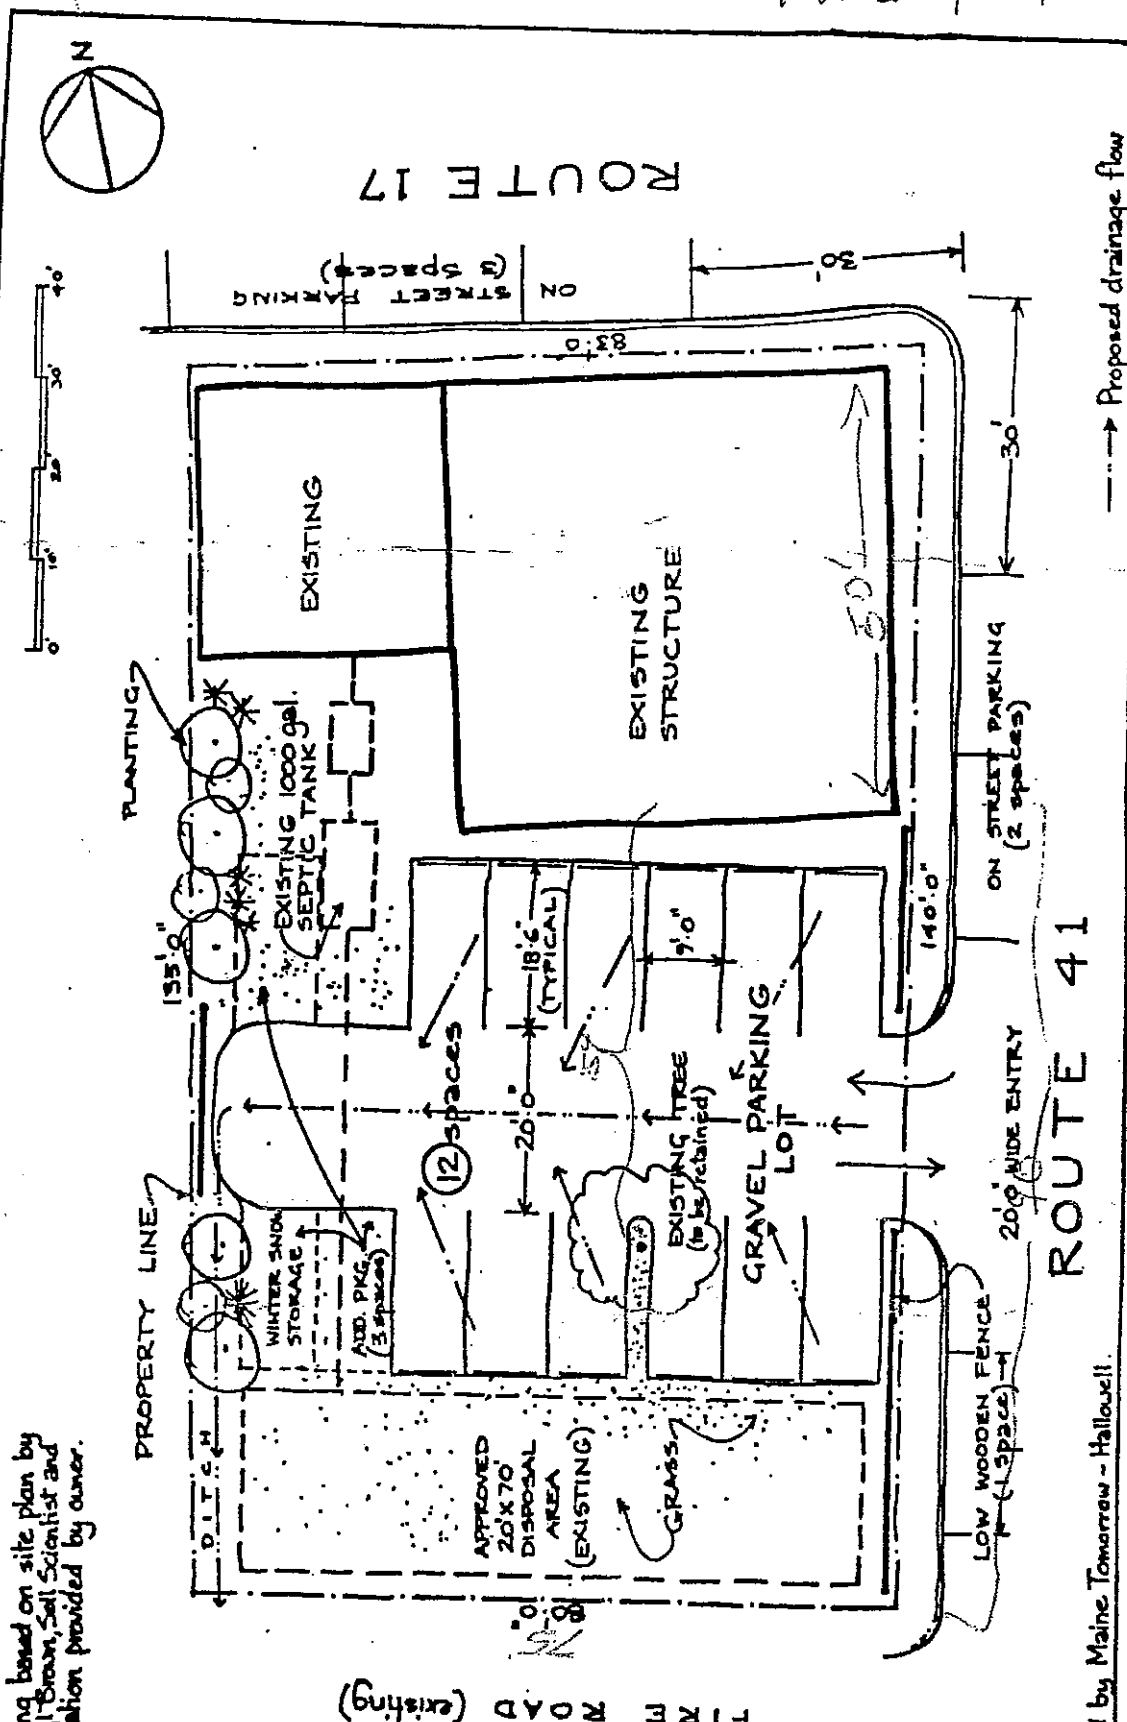 N
0 10' 20' 30' 40'
ROUTE 17
ON STREET PARKING
(3 spaces)
30'
83'.0"
PLANTING
EXISTING
EXISTING
STRUCTURE
50'
30'
EXISTING 1000 gal.
SEPTIC TANK
135'.0"
PROPERTY LINE
DITCH
WINTER SNOW
STORAGE
ADD. PKG.
(3 spaces)
12 spaces
18'6"
(TYPICAL)
20'0"
9'.0"
EXISTING TREE
(to be retained)
GRAVEL PARKING
LOT
140'.0"
ON STREET PARKING
(2 spaces)
20'0" WIDE ENTRY
ROUTE 41
LOW WOODEN FENCE
(1 space)
APPROVED
20'X70'
DISPOSAL
AREA
(EXISTING)
GRASS
ROAD (existing)
Proposed drainage flow
based on site plan by
Brown, Soil Scientist and
provided by owner.
by Maine Tomorrow - Hallowell.